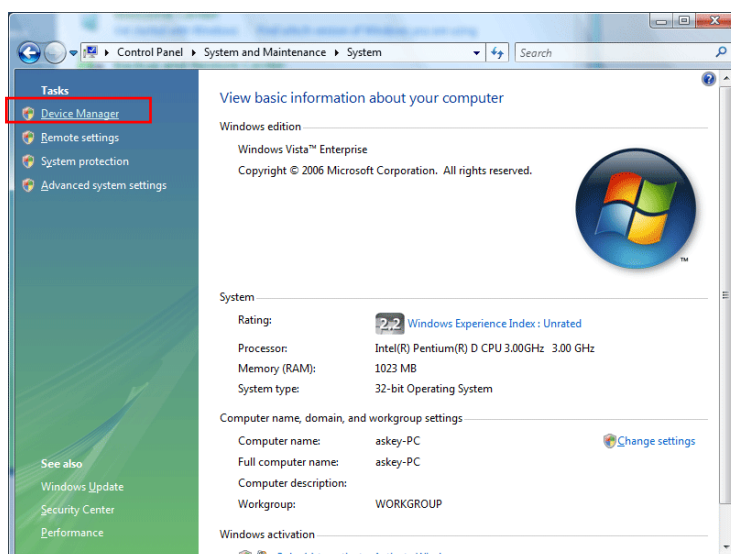 Control Panel ▸ System and Maintenance ▸ System
Search
Tasks
Device Manager
Remote settings
System protection
Advanced system settings
See also
Windows Update
Security Center
Performance
View basic information about your computer
Windows edition
Windows Vista™ Enterprise
Copyright © 2006 Microsoft Corporation. All rights reserved.
TM
System
Rating: 2.2 Windows Experience Index : Unrated
Processor: Intel(R) Pentium(R) D CPU 3.00GHz 3.00 GHz
Memory (RAM): 1023 MB
System type: 32-bit Operating System
Computer name, domain, and workgroup settings
Computer name: askey-PC
Change settings
Full computer name: askey-PC
Computer description:
Workgroup: WORKGROUP
Windows activation